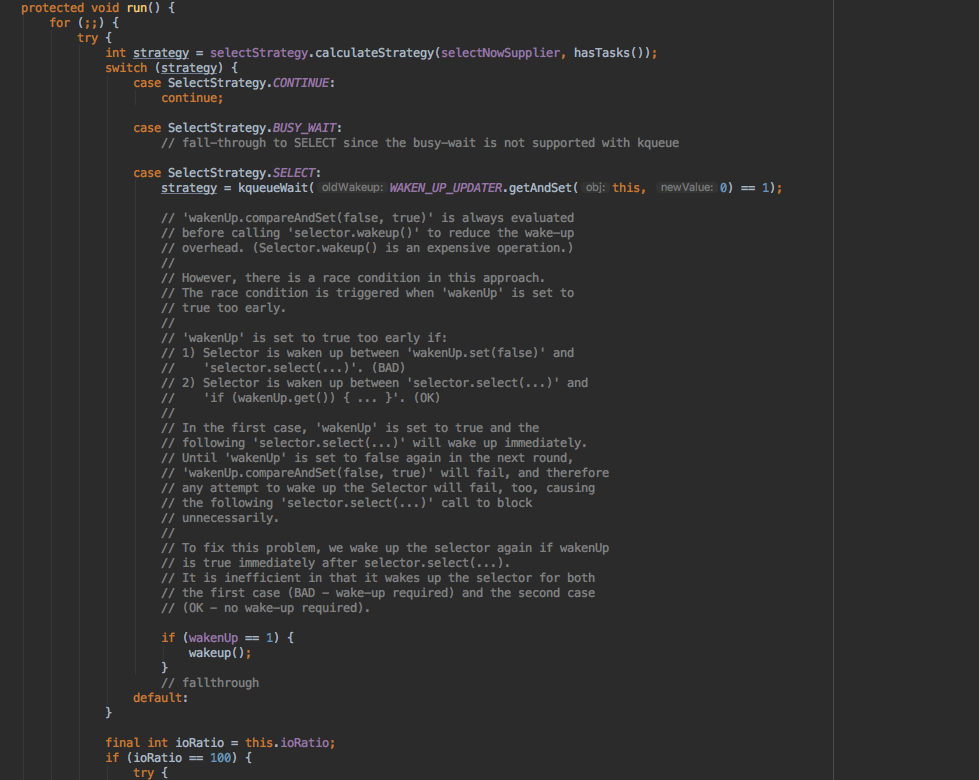 protected void run() {
for (;;) {
try {
int strategy = selectStrategy.calculateStrategy(selectNowSupplier, hasTasks());
switch (strategy) {
case SelectStrategy.CONTINUE:
continue;
case SelectStrategy.BUSY_WAIT:
// fall-through to SELECT since the busy-wait is not supported with kqueue
case SelectStrategy.SELECT:
strategy = kqueueWait( oldWakeup: WAKEN_UP_UPDATER.getAndSet( obj: this, newValue: 0) == 1);
// 'wakenUp.compareAndSet(false, true)' is always evaluated
// before calling 'selector.wakeup()' to reduce the wake-up
// overhead. (Selector.wakeup() is an expensive operation.)
//
// However, there is a race condition in this approach.
// The race condition is triggered when 'wakenUp' is set to
// true too early.
//
// 'wakenUp' is set to true too early if:
// 1) Selector is waken up between 'wakenUp.set(false)' and
//    'selector.select(...)'. (BAD)
// 2) Selector is waken up between 'selector.select(...)' and
//    'if (wakenUp.get()) { ... }'. (OK)
//
// In the first case, 'wakenUp' is set to true and the
// following 'selector.select(...)' will wake up immediately.
// Until 'wakenUp' is set to false again in the next round,
// 'wakenUp.compareAndSet(false, true)' will fail, and therefore
// any attempt to wake up the Selector will fail, too, causing
// the following 'selector.select(...)' call to block
// unnecessarily.
//
// To fix this problem, we wake up the selector again if wakenUp
// is true immediately after selector.select(...).
// It is inefficient in that it wakes up the selector for both
// the first case (BAD - wake-up required) and the second case
// (OK - no wake-up required).
if (wakenUp == 1) {
wakeup();
}
// fallthrough
default:
}
final int ioRatio = this.ioRatio;
if (ioRatio == 100) {
try {